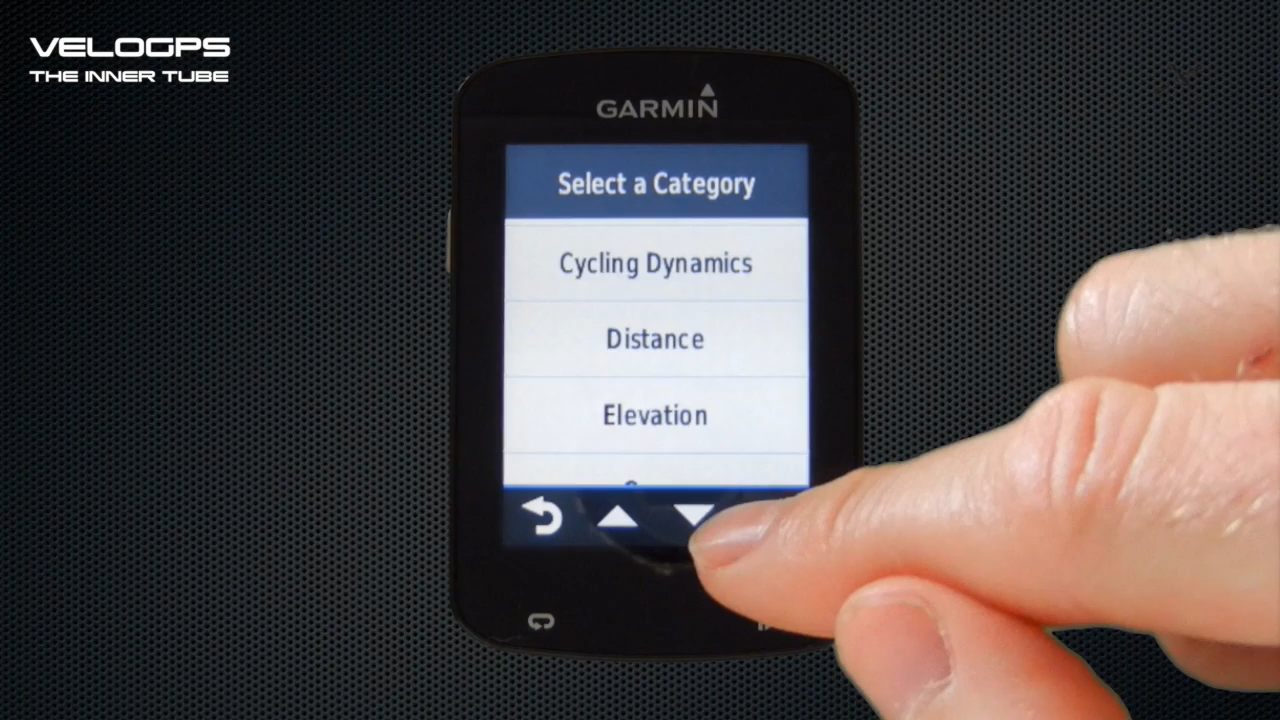 VELOGPS
THE INNER TUBE
GARMIN
Select a Category
Cycling Dynamics
Distance
Elevation